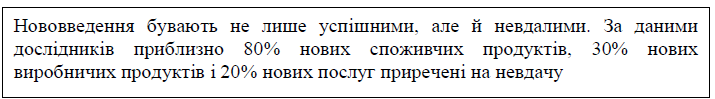 Нововведення бувають не лише успішними, але й невдалими. За даними
дослідників приблизно 80% нових споживчих продуктів, 30% нових
виробничих продуктів і 20% нових послуг приречені на невдачу